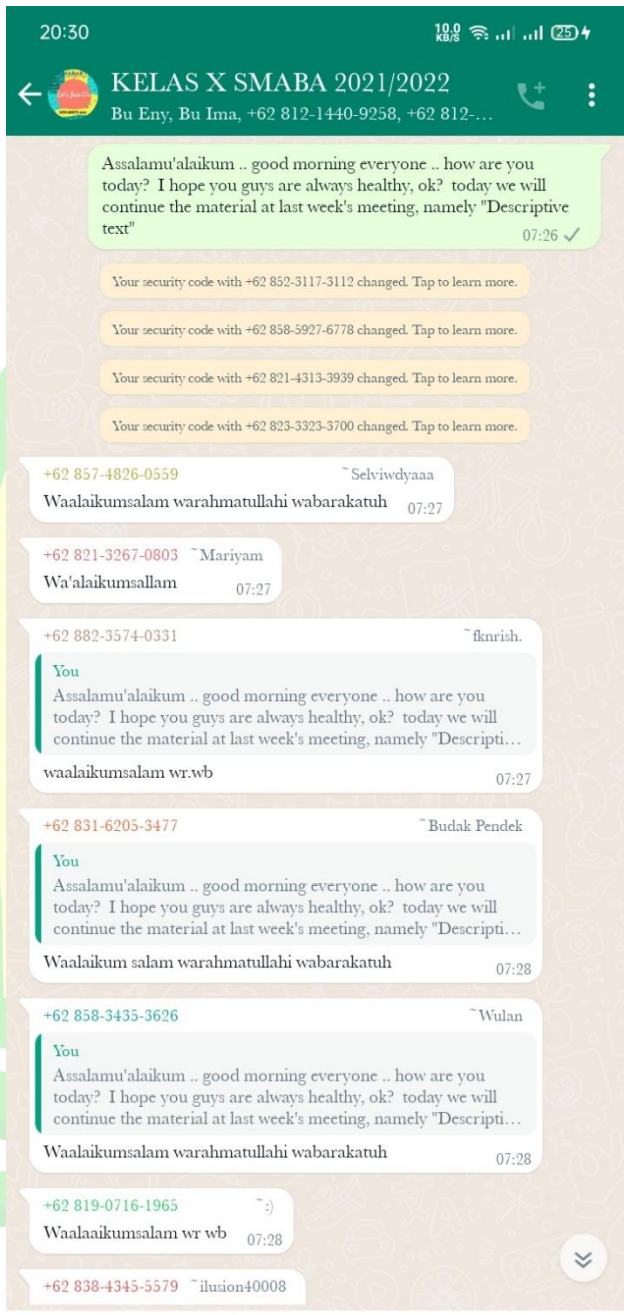 20:30
10.0 KB/S 25
KELAS X SMABA 2021/2022
Bu Eny, Bu Ima, +62 812-1440-9258, +62 812-...
Assalamu'alaikum .. good morning everyone .. how are you
today? I hope you guys are always healthy, ok? today we will
continue the material at last week's meeting, namely "Descriptive
text"
07:26
Your security code with +62 852-3117-3112 changed. Tap to learn more.
Your security code with +62 858-5927-6778 changed. Tap to learn more.
Your security code with +62 821-4313-3939 changed. Tap to learn more.
Your security code with +62 823-3323-3700 changed. Tap to learn more.
+62 857-4826-0559 ~Selviwdyaaa
Waalaikumsalam warahmatullahi wabarakatuh 07:27
+62 821-3267-0803 ~Mariyam
Wa'alaikumsallam 07:27
+62 882-3574-0331 ~fknrish.
You
Assalamu'alaikum .. good morning everyone .. how are you
today? I hope you guys are always healthy, ok? today we will
continue the material at last week's meeting, namely "Descripti...
waalaikumsalam wr.wb 07:27
+62 831-6205-3477 ~Budak Pendek
You
Assalamu'alaikum .. good morning everyone .. how are you
today? I hope you guys are always healthy, ok? today we will
continue the material at last week's meeting, namely "Descripti...
Waalaikum salam warahmatullahi wabarakatuh 07:28
+62 858-3435-3626 ~Wulan
You
Assalamu'alaikum .. good morning everyone .. how are you
today? I hope you guys are always healthy, ok? today we will
continue the material at last week's meeting, namely "Descripti...
Waalaikumsalam warahmatullahi wabarakatuh 07:28
+62 819-0716-1965 ~:)
Waalaaikumsalam wr wb 07:28
+62 838-4345-5579 ~ilusion40008